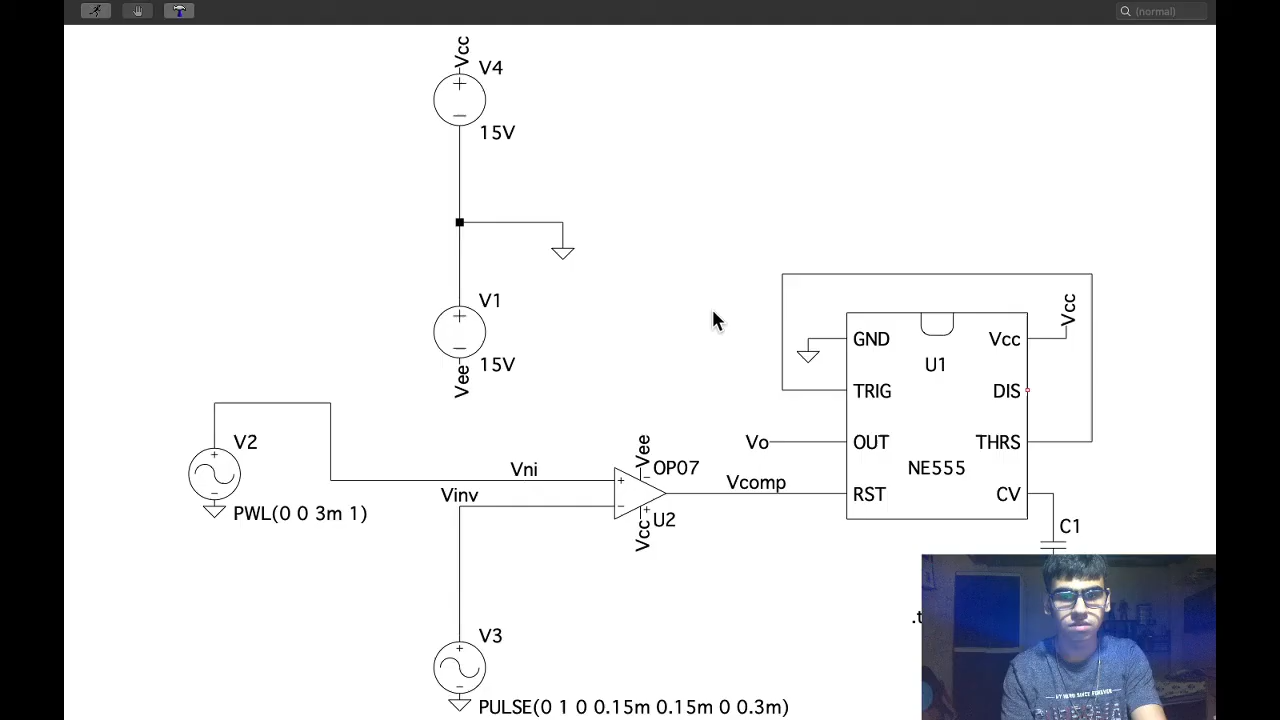 (normal)
Vcc
V4
15V
V1
15V
Vee
Vcc
GND
Vcc
U1
TRIG
DIS
V2
Vee
Vo
OUT
THRS
Vni
OP07
NE555
Vinv
Vcomp
RST
CV
PWL(0 0 3m 1)
U2
Vcc
C1
.t
V3
PULSE(0 1 0 0.15m 0.15m 0 0.3m)